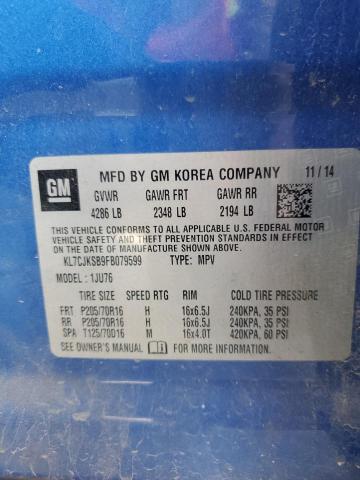 GM
MFD BY GM KOREA COMPANY 11/14
GVWR GAWR FRT GAWR RR
4286 LB 2348 LB 2194 LB
THIS VEHICLE CONFORMS TO ALL APPLICABLE U.S. FEDERAL MOTOR
VEHICLE SAFETY, BUMPER, AND THEFT PREVENTION STANDARDS
IN EFFECT ON THE DATE OF MANUFACTURE SHOWN ABOVE.
KL7CJKSB9FB079599 TYPE: MPV
MODEL : 1JU76
TIRE SIZE SPEED RTG RIM COLD TIRE PRESSURE
FRT P205/70R16 H 16x6.5J 240KPA, 35 PSI
RR P205/70R16 H 16x6.5J 240KPA, 35 PSI
SPA T125/70D16 M 16x4.0T 420KPA, 60 PSI
SEE OWNER'S MANUAL FOR MORE INFORMATION.